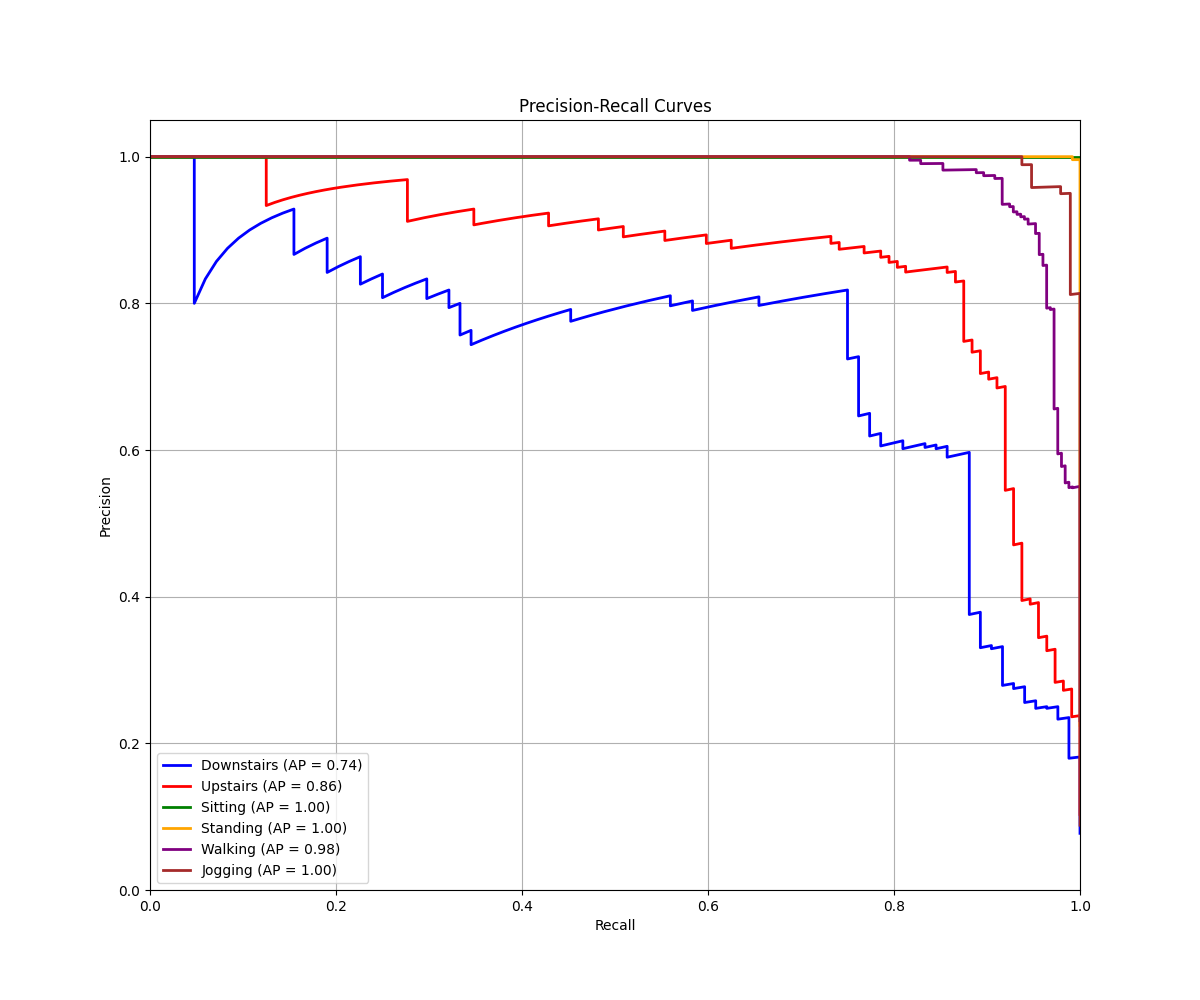 Precision-Recall Curves
1.0
0.8
0.6
0.4
0.2
0.0
Precision
Downstairs (AP = 0.74)
Upstairs (AP = 0.86)
Sitting (AP = 1.00)
Standing (AP = 1.00)
Walking (AP = 0.98)
Jogging (AP = 1.00)
0.0 0.2 0.4 0.6 0.8 1.0
Recall